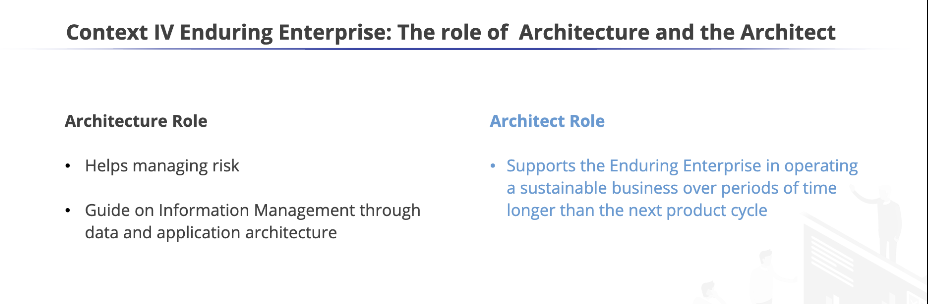 Context IV Enduring Enterprise: The role of  Architecture and the Architect
Architecture Role
• Helps managing risk
• Guide on Information Management through
data and application architecture
Architect Role
• Supports the Enduring Enterprise in operating
a sustainable business over periods of time
longer than the next product cycle